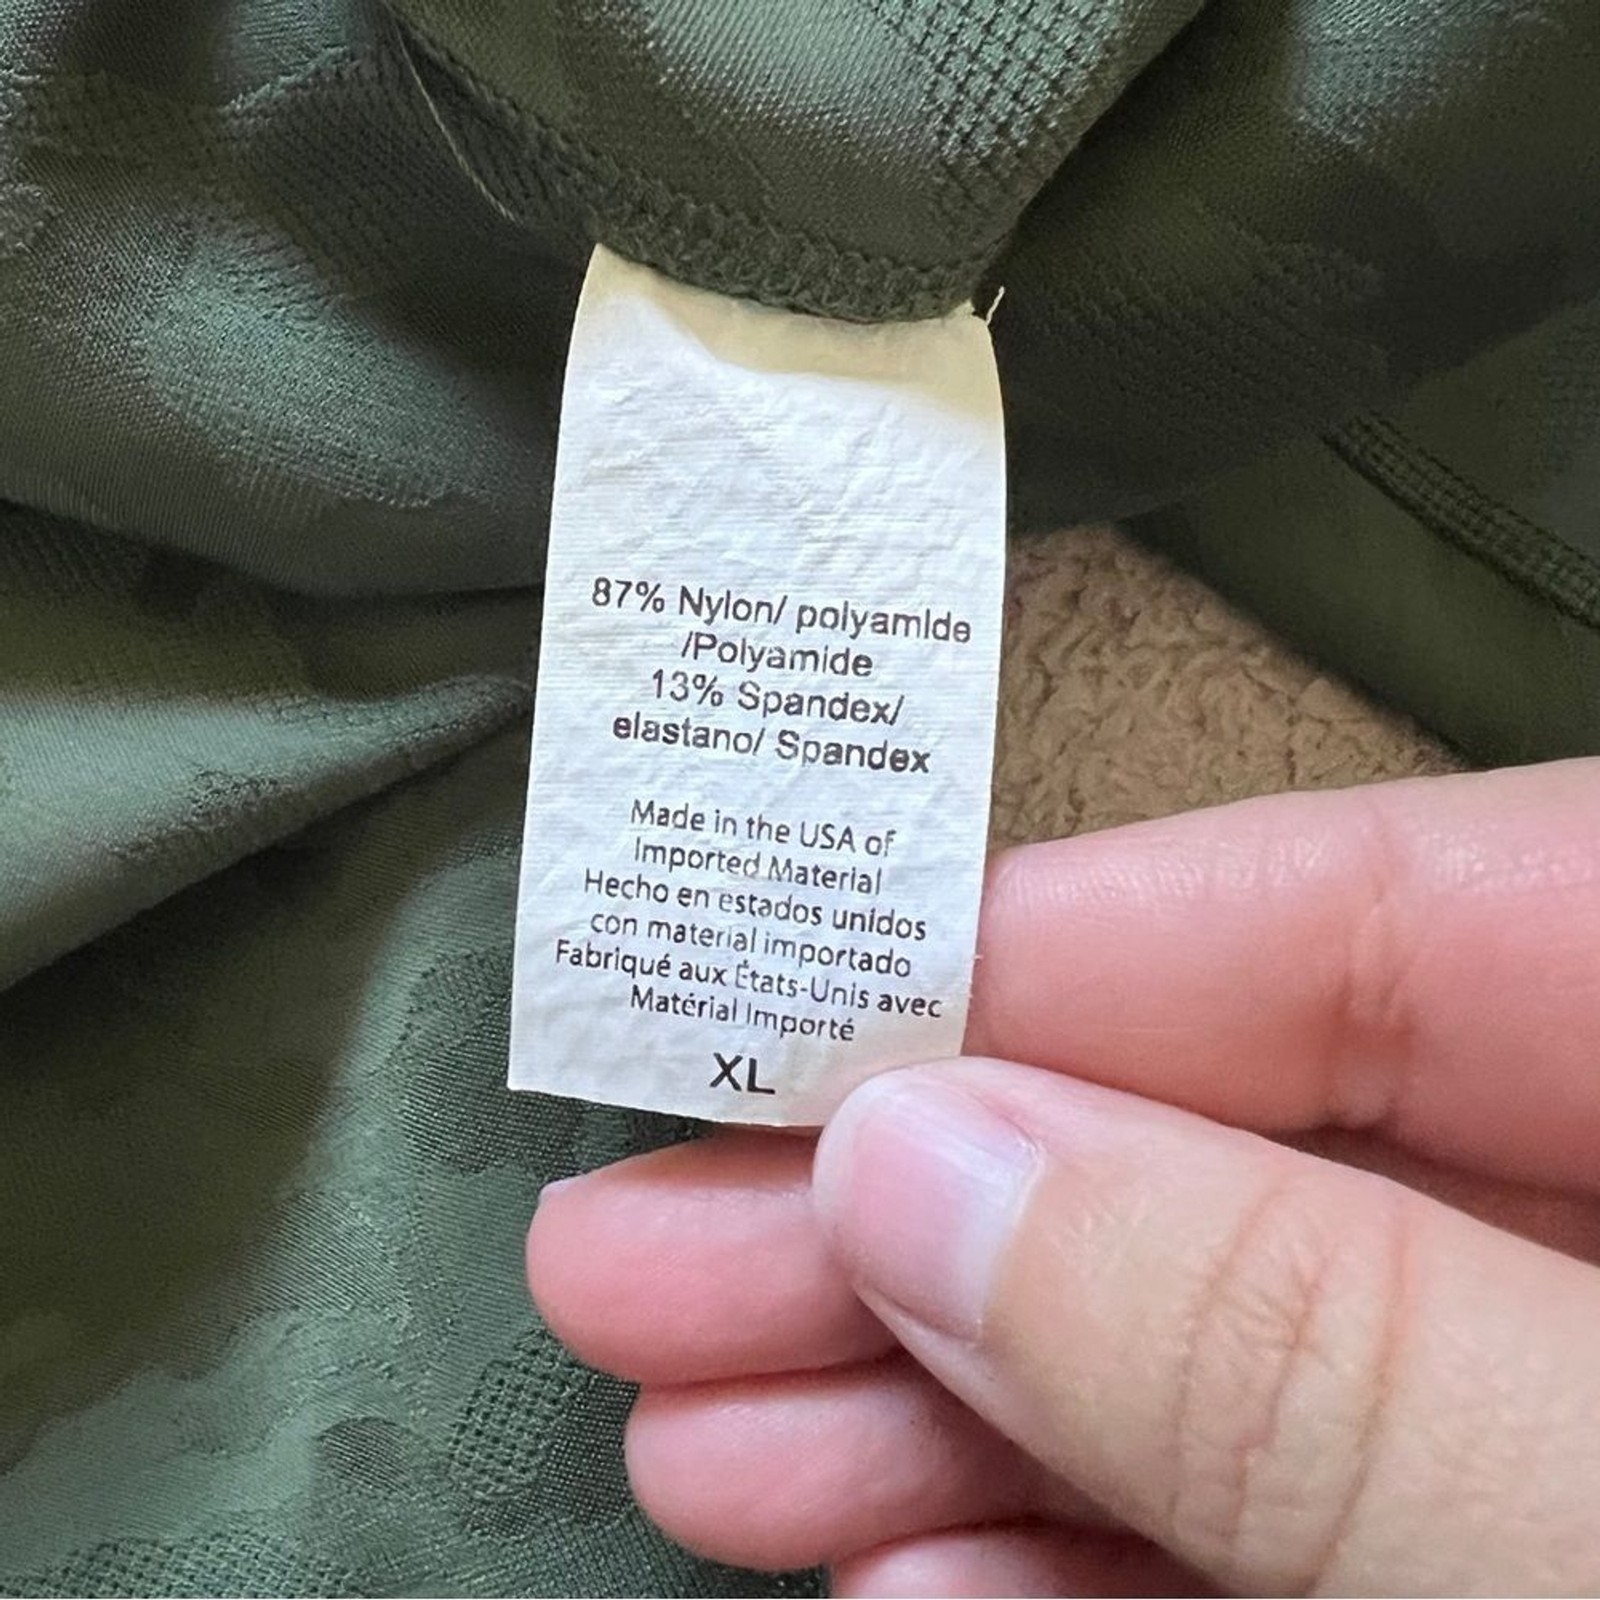 87% Nylon/ polyamide
/Polyamide
13% Spandex/
elastano/ Spandex
Made in the USA of
Imported Material
Hecho en estados unidos
con material importado
Fabriqué aux États-Unis avec
Matérial Importé
XL